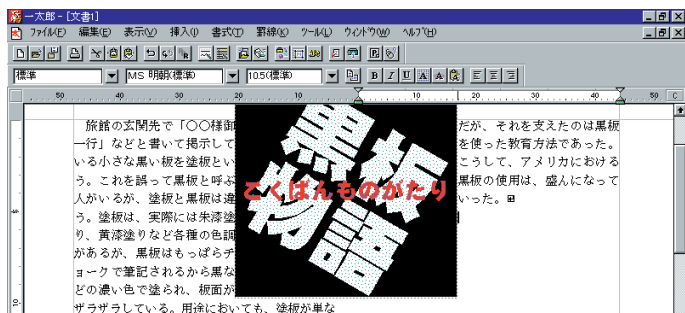 一太郎 - [文書1]
ファイル(F) 編集(E) 表示(V) 挿入(I) 書式(T) 罫線(K) ツール(L) ウィンドウ(W) ヘルプ(H)
標準 MS 明朝(標準) 10.5(標準) B I U A A
50 40 30 20 10 10 20 30 40 50
旅館の玄関先で「〇〇様御
一行」などと書いて掲示して
いる小さな黒い板を塗板とい
う。これを誤って黒板と呼ぶ
人がいるが、塗板と黒板は違
う。塗板は、実際には朱漆塗
り、黄漆塗りなど各種の色調
があるが、黒板はもっぱらチ
ョークで筆記されるから黒な
どの濃い色で塗られ、板面が
ザラザラしている。用途においても、塗板が単な
黒板
物語
こくばんものがたり
だが、それを支えたのは黒板
を使った教育方法であった。
こうして、アメリカにおける
黒板の使用は、盛んになって
いった。